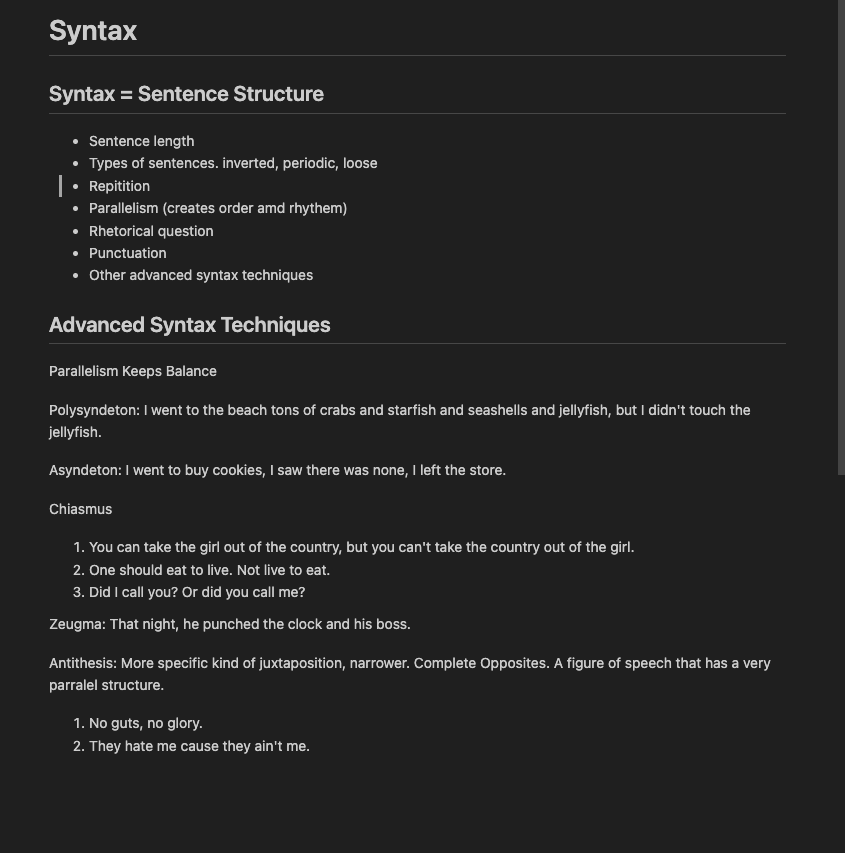 Syntax
Syntax = Sentence Structure
• Sentence length
• Types of sentences. inverted, periodic, loose
• Repitition
• Parallelism (creates order amd rhythem)
• Rhetorical question
• Punctuation
• Other advanced syntax techniques
Advanced Syntax Techniques
Parallelism Keeps Balance
Polysyndeton: I went to the beach tons of crabs and starfish and seashells and jellyfish, but I didn't touch the
jellyfish.
Asyndeton: I went to buy cookies, I saw there was none, I left the store.
Chiasmus
1. You can take the girl out of the country, but you can't take the country out of the girl.
2. One should eat to live. Not live to eat.
3. Did I call you? Or did you call me?
Zeugma: That night, he punched the clock and his boss.
Antithesis: More specific kind of juxtaposition, narrower. Complete Opposites. A figure of speech that has a very
parralel structure.
1. No guts, no glory.
2. They hate me cause they ain't me.